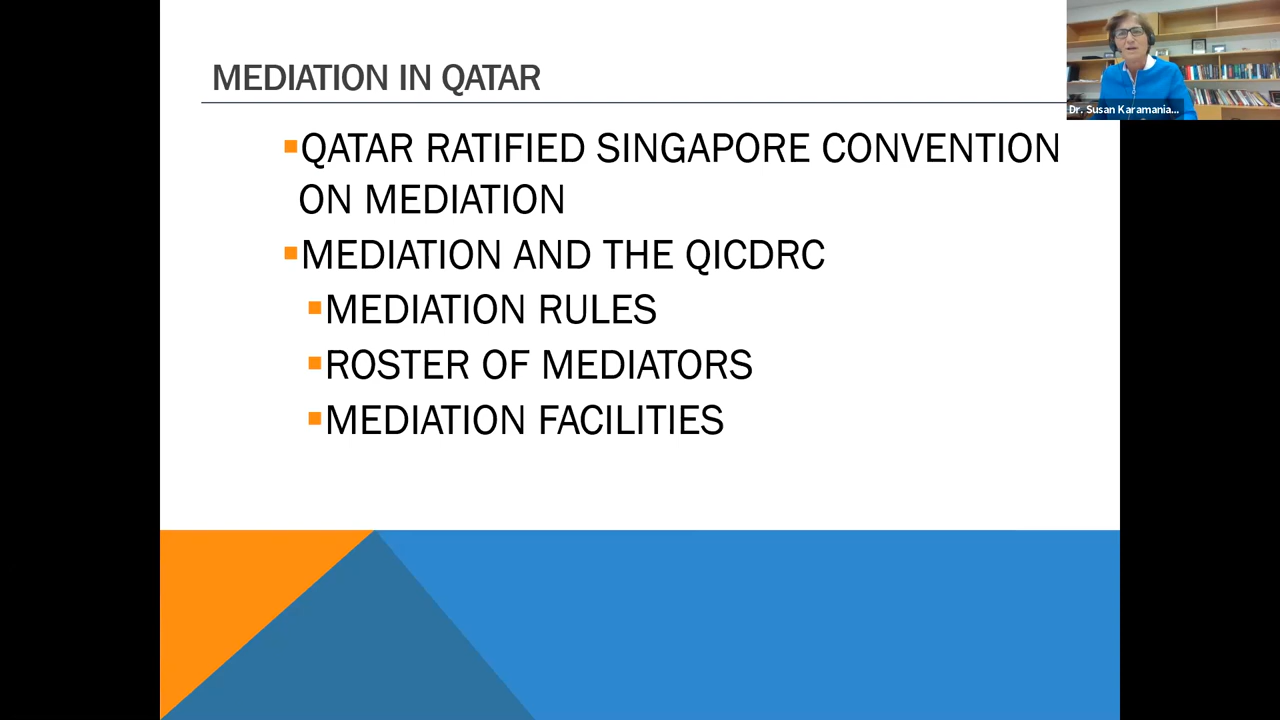 MEDIATION IN QATAR
QATAR RATIFIED SINGAPORE CONVENTION
ON MEDIATION
MEDIATION AND THE QICDRC
MEDIATION RULES
ROSTER OF MEDIATORS
MEDIATION FACILITIES
Dr. Susan Karamania...